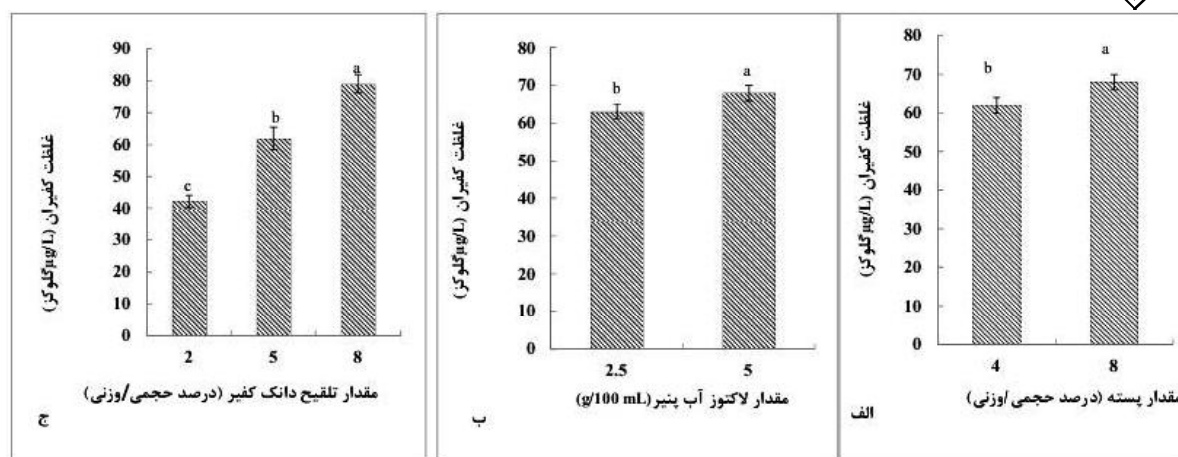 غلظت کفیران (µg/Lگلوکز)
80
70
60
50
40
30
20
10
0
b
a
4
8
مقدار پسته (درصد حجمی/وزنی)
الف
غلظت کفیران (µg/Lگلوکز)
80
70
60
50
40
30
20
10
0
b
a
2.5
5
مقدار لاکتوز آب پنیر (g/100 mL)
ب
غلظت کفیران (µg/Lگلوکز)
90
80
70
60
50
40
30
20
10
0
c
b
a
2
5
8
مقدار تلقیح دانک کفیر (درصد حجمی/وزنی)
ج